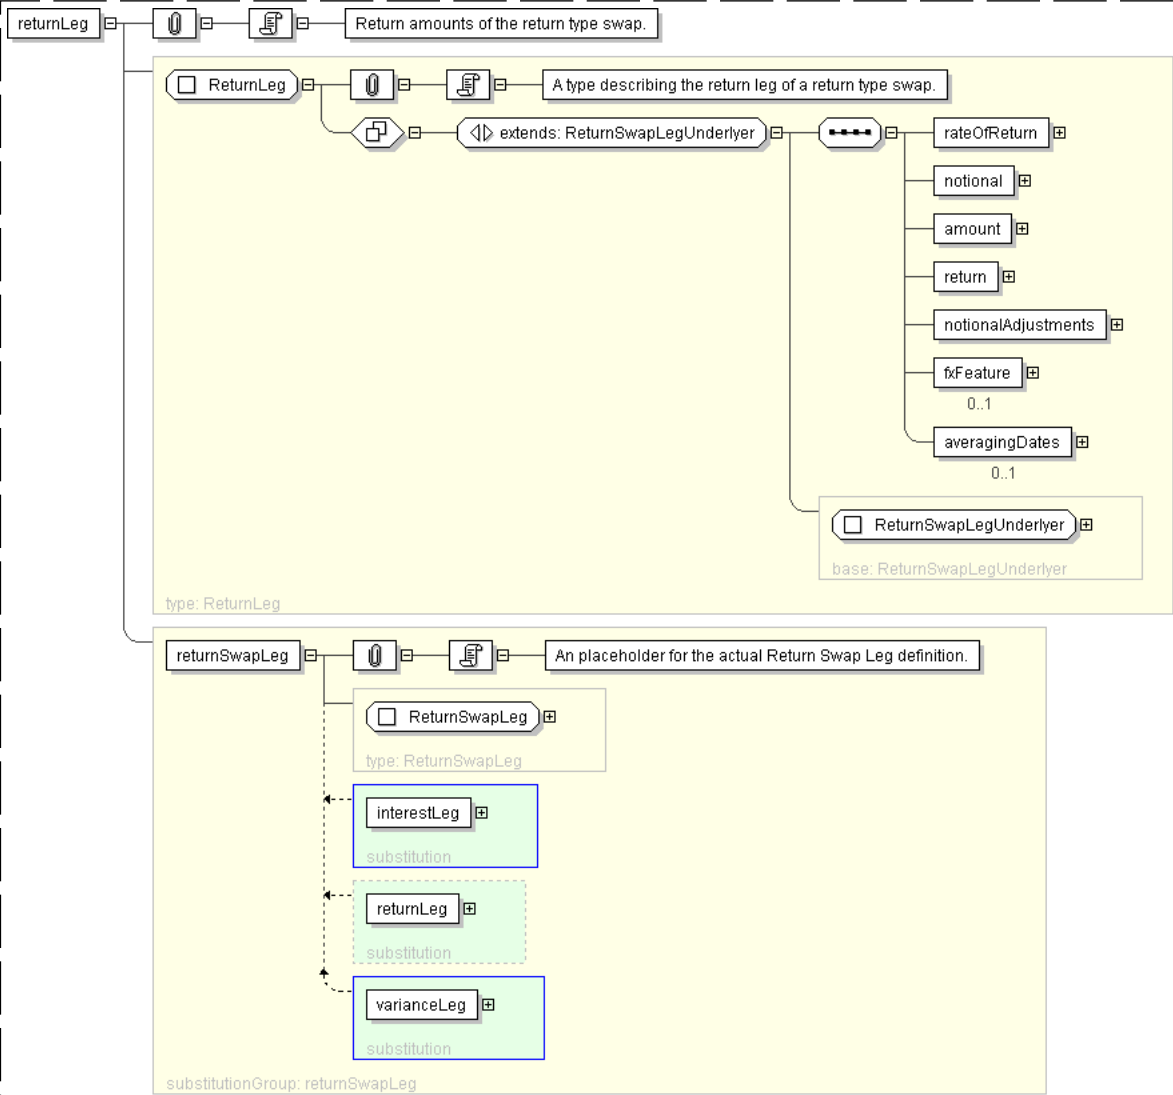 returnLeg
Return amounts of the return type swap.
ReturnLeg
A type describing the return leg of a return type swap.
extends: ReturnSwapLegUnderlyer
rateOfReturn
notional
amount
return
notionalAdjustments
fxFeature
0..1
averagingDates
0..1
ReturnSwapLegUnderlyer
base: ReturnSwapLegUnderlyer
type: ReturnLeg
returnSwapLeg
An placeholder for the actual Return Swap Leg definition.
ReturnSwapLeg
type: ReturnSwapLeg
interestLeg
substitution
returnLeg
substitution
varianceLeg
substitution
substitutionGroup: returnSwapLeg